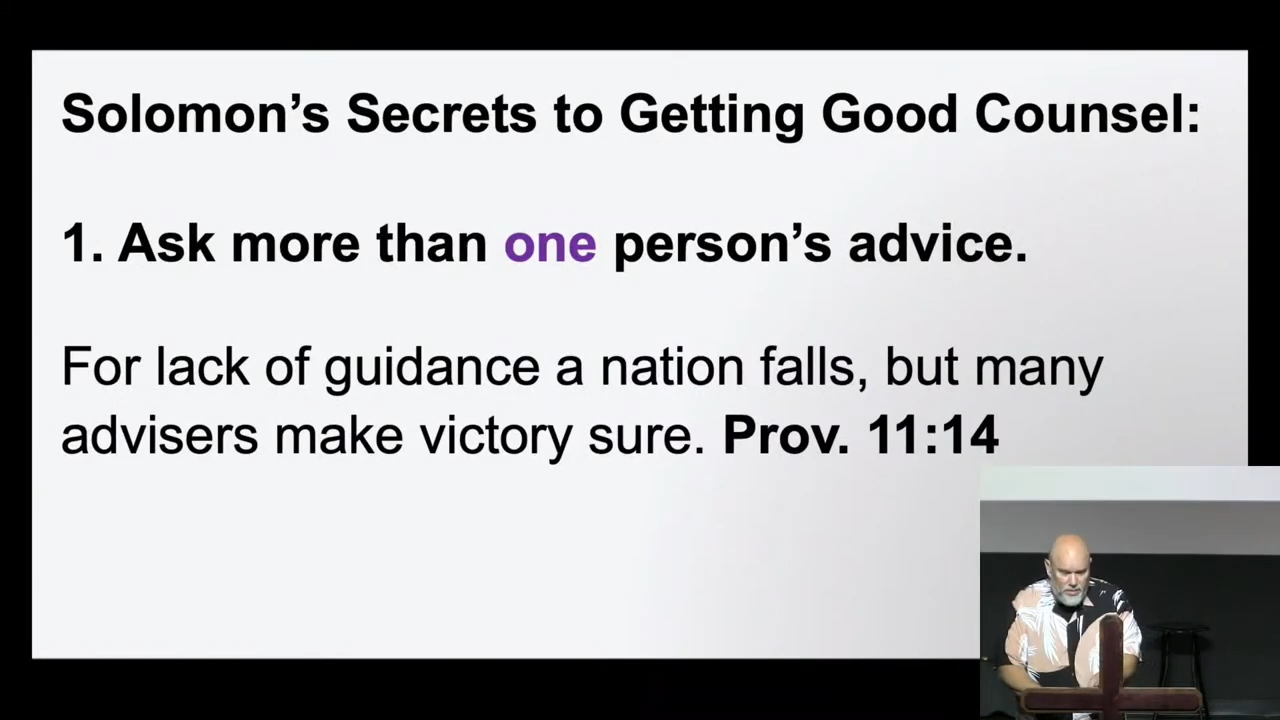 Solomon’s Secrets to Getting Good Counsel:
1. Ask more than one person’s advice.
For lack of guidance a nation falls, but many
advisers make victory sure. Prov. 11:14